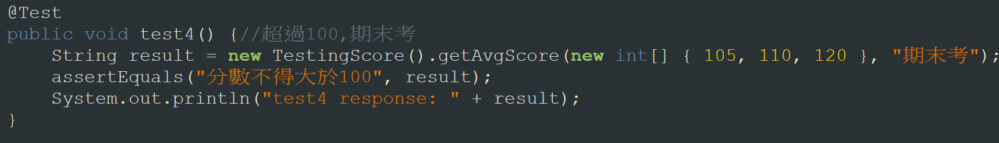 @Test
public void test4() {//超過100,期末考
    String result = new TestingScore().getAvgScore(new int[] { 105, 110, 120 }, "期末考");
    assertEquals("分數不得大於100", result);
    System.out.println("test4 response: " + result);
}